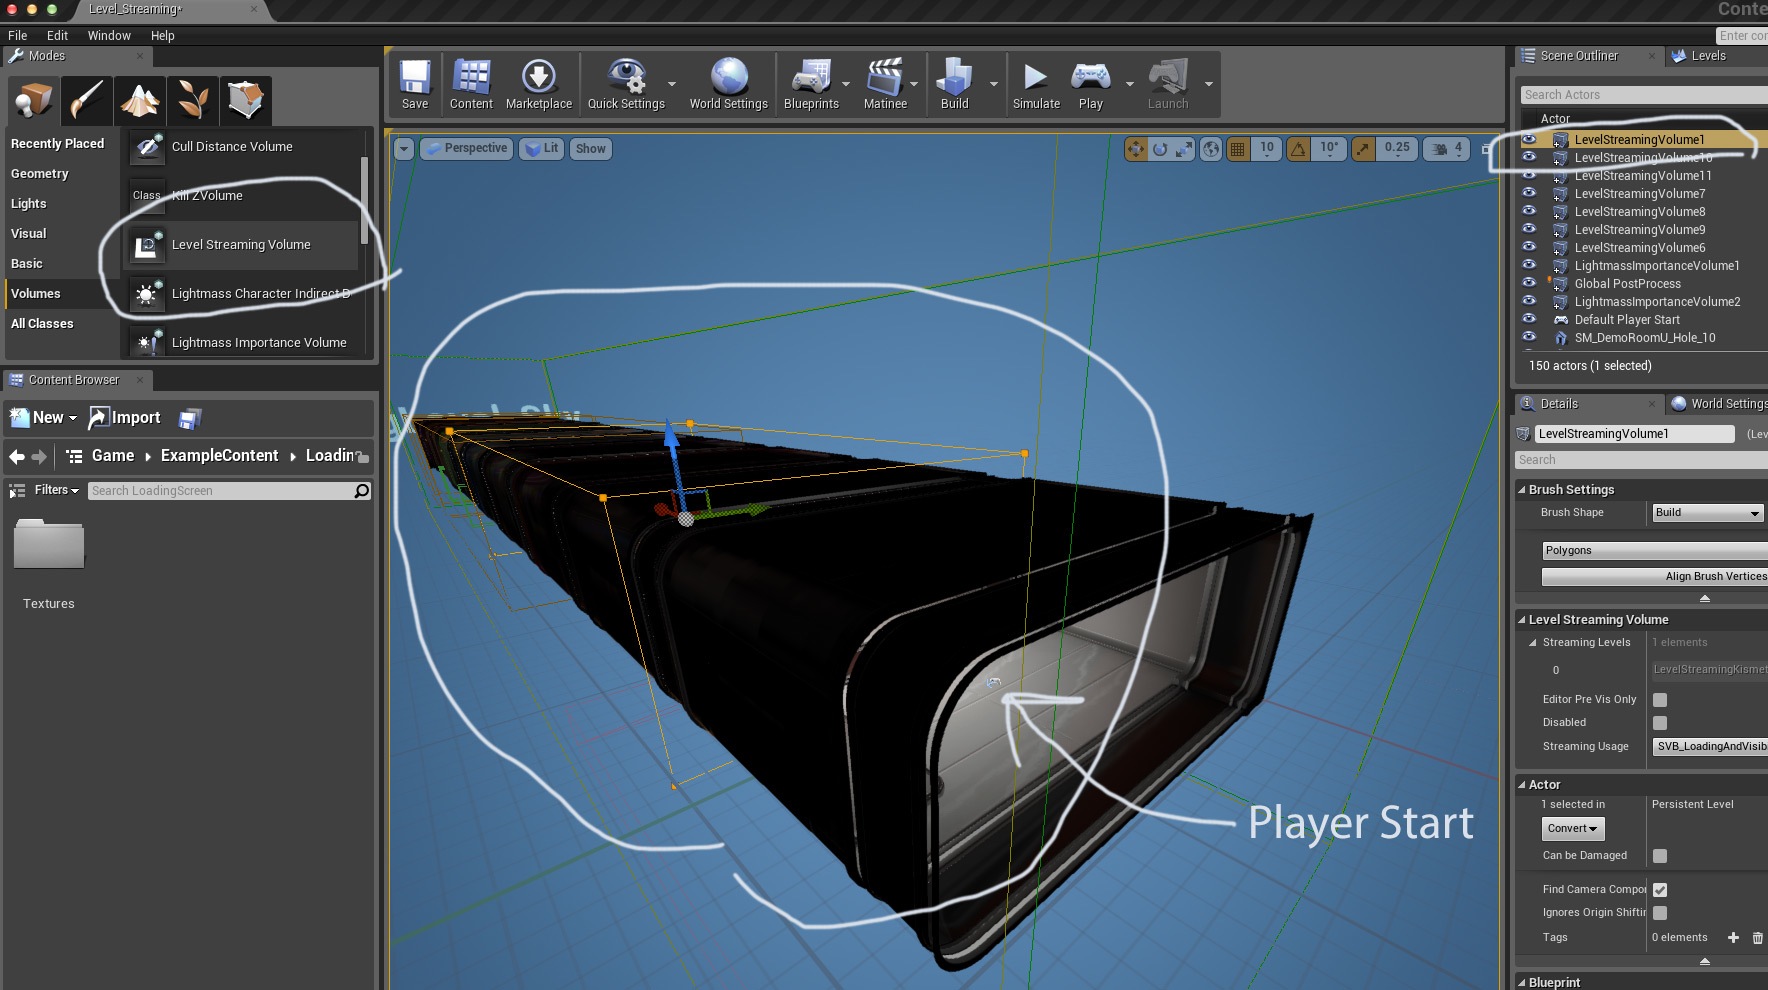 Level_Streaming*
Conte
File Edit Window Help
Enter con
Modes
Recently Placed
Geometry
Lights
Visual
Basic
Volumes
All Classes
Cull Distance Volume
Class Kill ZVolume
Level Streaming Volume
Lightmass Character Indirect D
Lightmass Importance Volume
Save Content Marketplace Quick Settings World Settings Blueprints Matinee Build Simulate Play Launch
Perspective Lit Show
10 10° 0.25 4
Player Start
Content Browser
New Import
Game ExampleContent Loadin
Filters Search LoadingScreen
Textures
Scene Outliner Levels
Search Actors
Actor
LevelStreamingVolume1
LevelStreamingVolume10
LevelStreamingVolume11
LevelStreamingVolume7
LevelStreamingVolume8
LevelStreamingVolume9
LevelStreamingVolume6
LightmassImportanceVolume1
Global PostProcess
LightmassImportanceVolume2
Default Player Start
SM_DemoRoomU_Hole_10
150 actors (1 selected)
Details World Settings
LevelStreamingVolume1 (Lev
Search
Brush Settings
Brush Shape Build
Polygons
Align Brush Vertices
Level Streaming Volume
Streaming Levels 1 elements
0 LevelStreamingKismet
Editor Pre Vis Only
Disabled
Streaming Usage SVB_LoadingAndVisib
Actor
1 selected in Persistent Level
Convert
Can be Damaged
Find Camera Compor
Ignores Origin Shiftin
Tags 0 elements
Blueprint